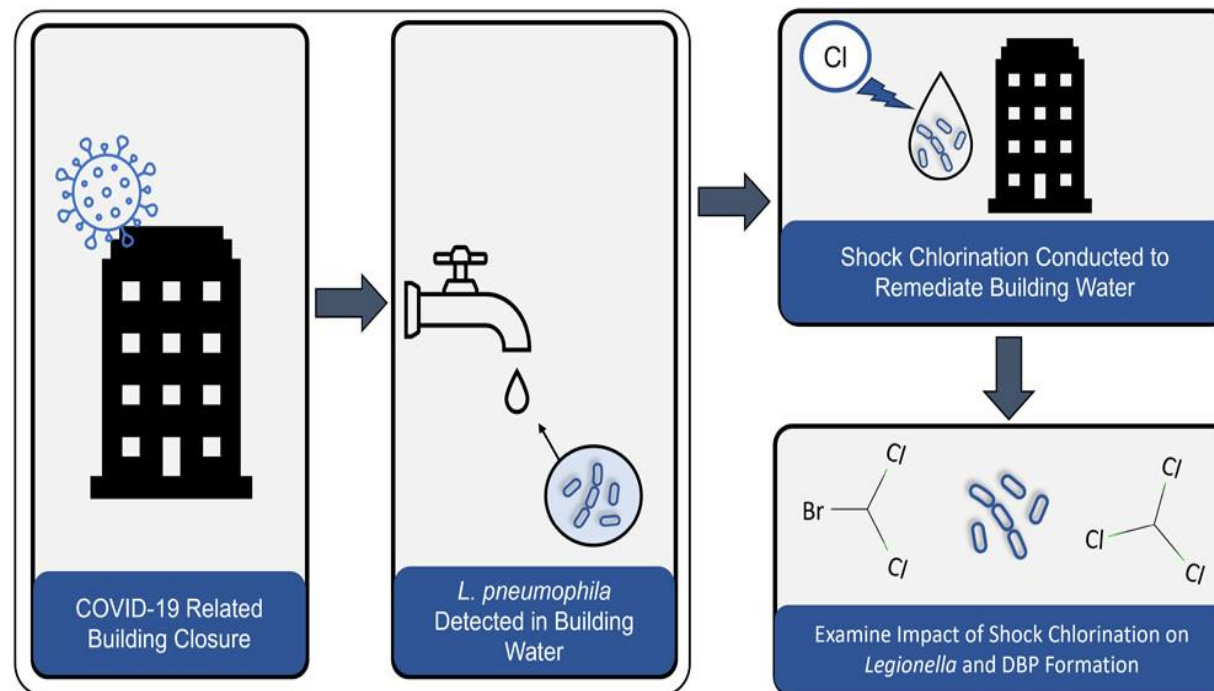 COVID-19 Related
Building Closure
L. pneumophila
Detected in Building
Water
Cl
Shock Chlorination Conducted to
Remediate Building Water
Cl
Br
Cl
Cl
Cl
Cl
Examine Impact of Shock Chlorination on
Legionella and DBP Formation